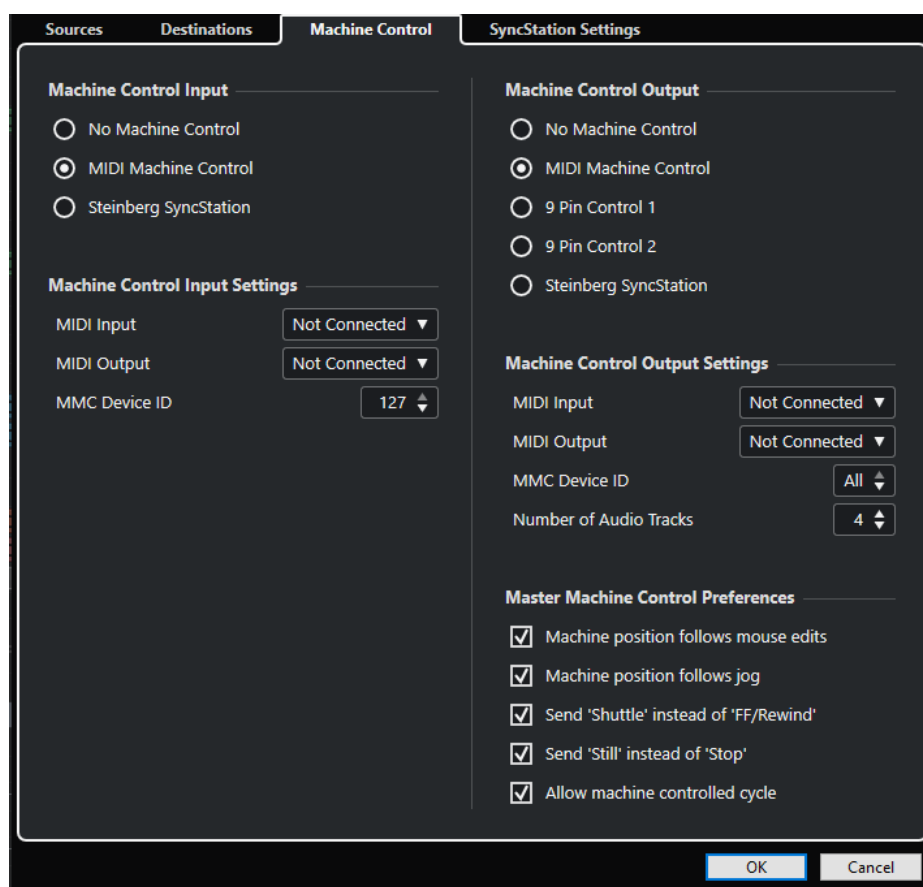 Sources Destinations Machine Control SyncStation Settings
Machine Control Input
No Machine Control
MIDI Machine Control
Steinberg SyncStation
Machine Control Input Settings
MIDI Input Not Connected
MIDI Output Not Connected
MMC Device ID 127
Machine Control Output
No Machine Control
MIDI Machine Control
9 Pin Control 1
9 Pin Control 2
Steinberg SyncStation
Machine Control Output Settings
MIDI Input Not Connected
MIDI Output Not Connected
MMC Device ID All
Number of Audio Tracks 4
Master Machine Control Preferences
Machine position follows mouse edits
Machine position follows jog
Send 'Shuttle' instead of 'FF/Rewind'
Send 'Still' instead of 'Stop'
Allow machine controlled cycle
OK Cancel